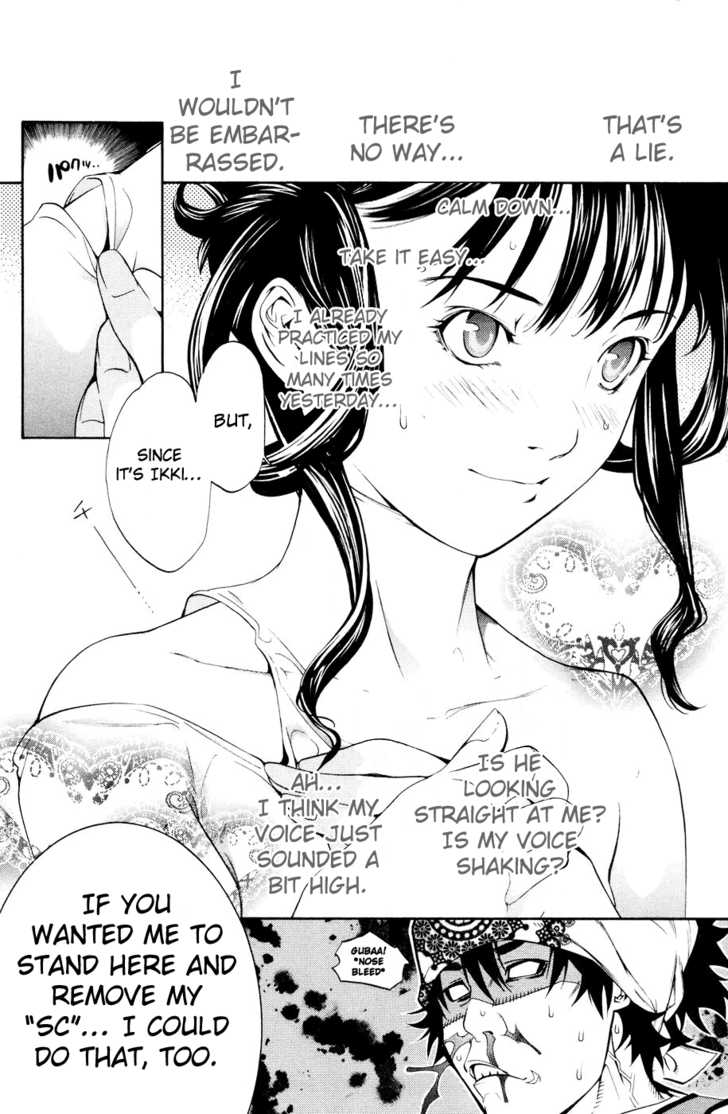 THAT'S
A LIE.
THERE'S
NO WAY...
I
WOULDN'T
BE EMBAR-
RASSED.
CALM DOWN...
TAKE IT EASY...
I ALREADY
PRACTICED MY
LINES SO
MANY TIMES
YESTERDAY...
BUT,
SINCE
IT'S IKKI...
IS HE
LOOKING
STRAIGHT AT ME?
IS MY VOICE
SHAKING?
AH...
I THINK MY
VOICE JUST
SOUNDED A
BIT HIGH.
IF YOU
WANTED ME TO
STAND HERE AND
REMOVE MY
"SC"... I COULD
DO THAT, TOO.
GUBAA!
*NOSE
BLEED*